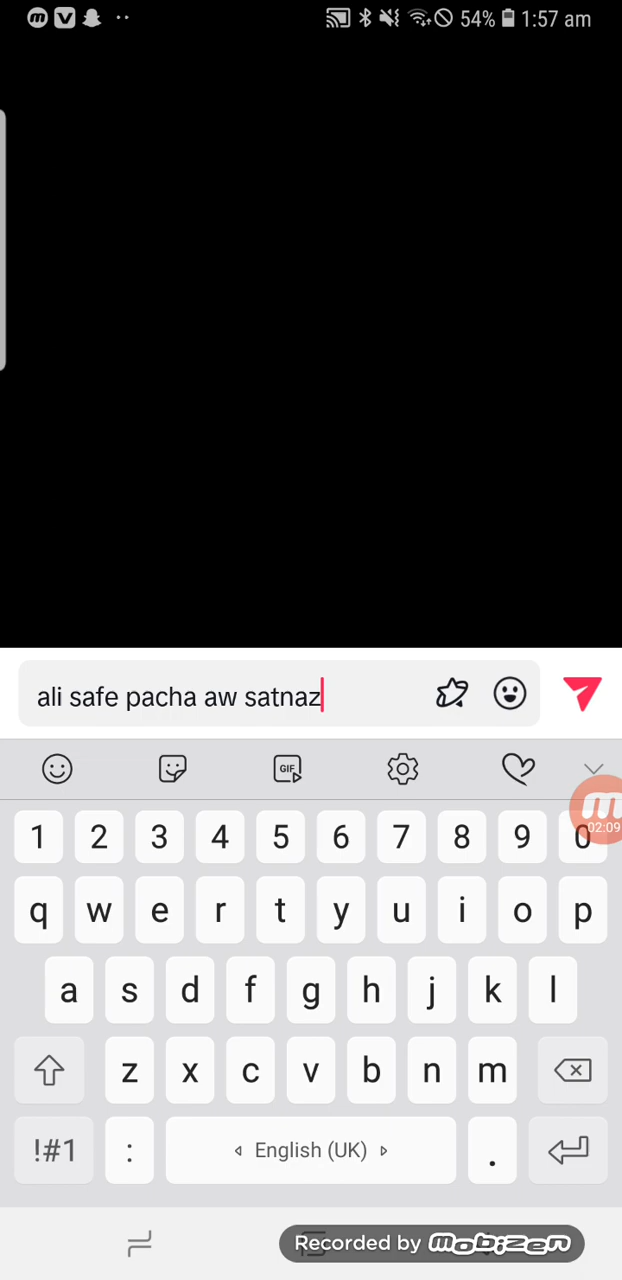 54% 1:57 am
ali safe pacha aw satnaz
GIF
02:09
1 2 3 4 5 6 7 8 9 0
q w e r t y u i o p
a s d f g h j k l
z x c v b n m
!#1 : English (UK) .
Recorded by mobizen